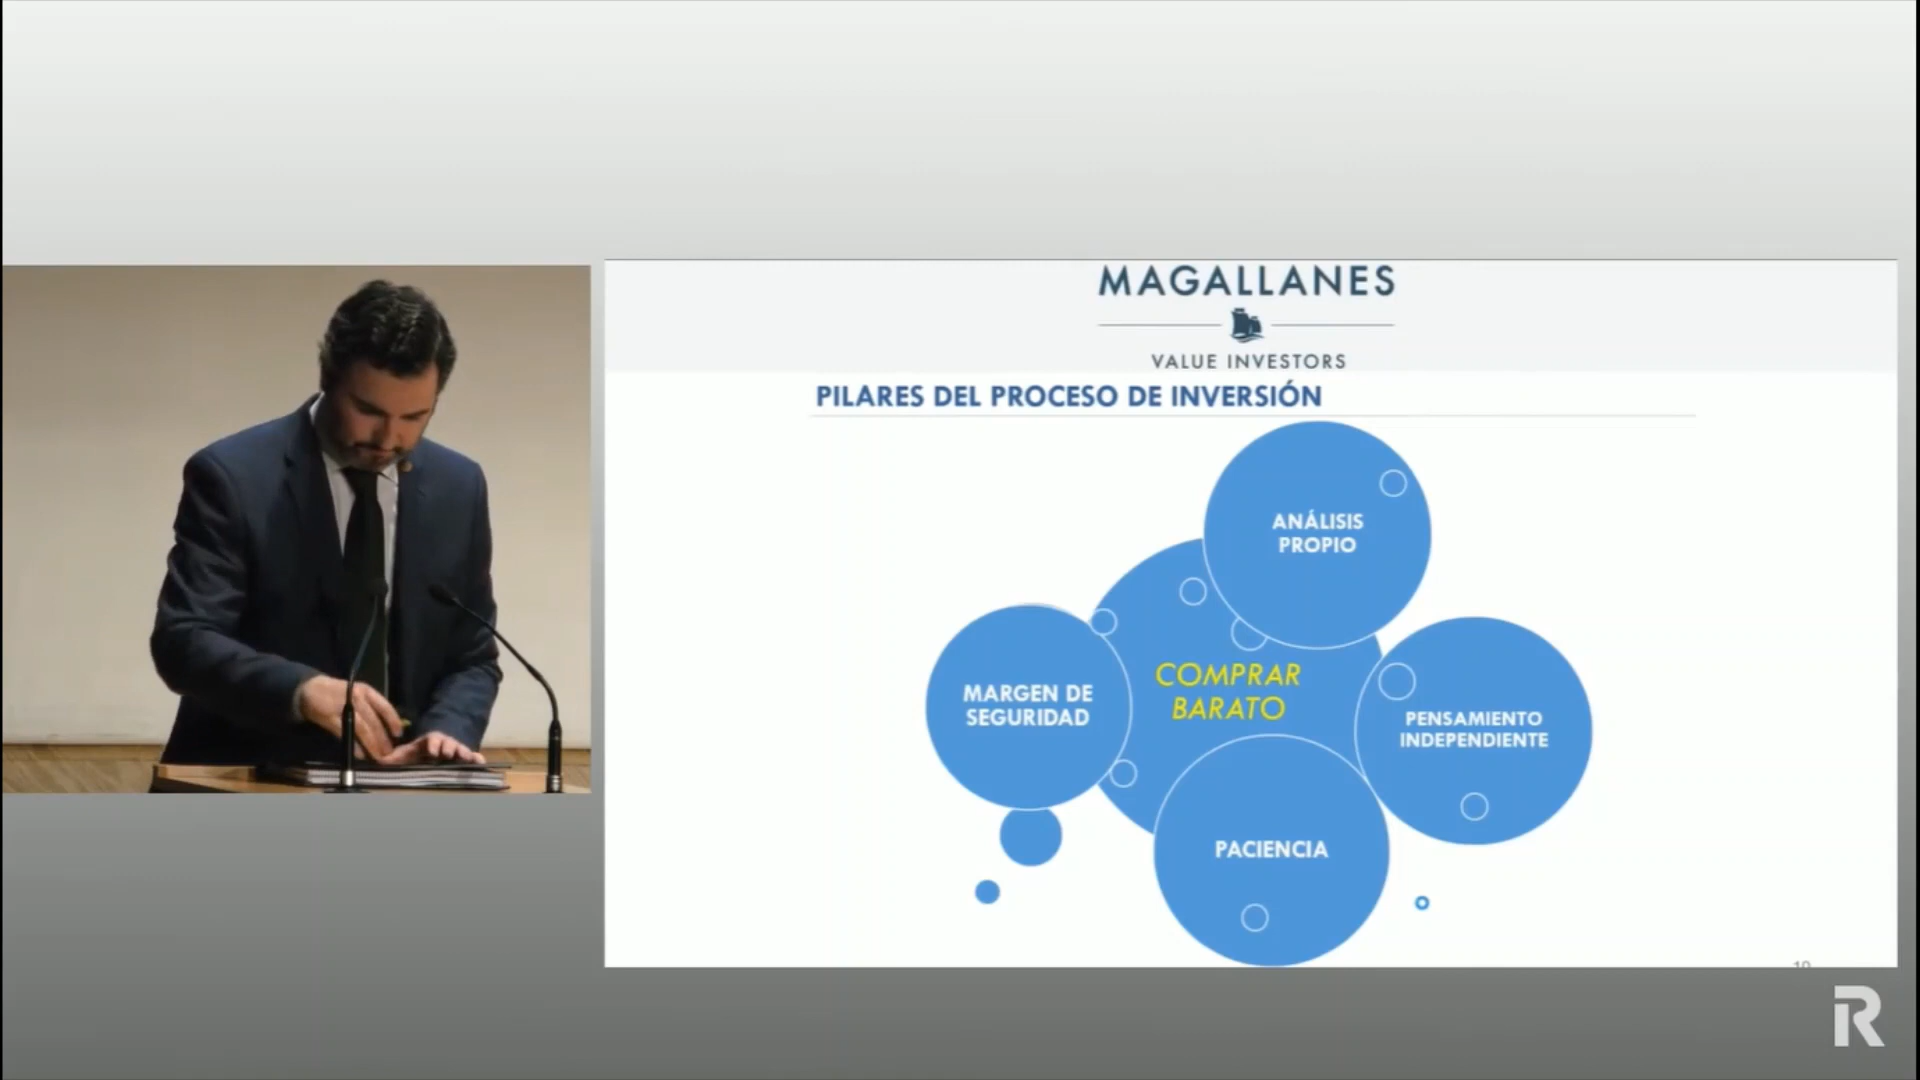 MAGALLANES
VALUE INVESTORS
PILARES DEL PROCESO DE INVERSIÓN
ANÁLISIS
PROPIO
COMPRAR
BARATO
MARGEN DE
SEGURIDAD
PENSAMIENTO
INDEPENDIENTE
PACIENCIA
R